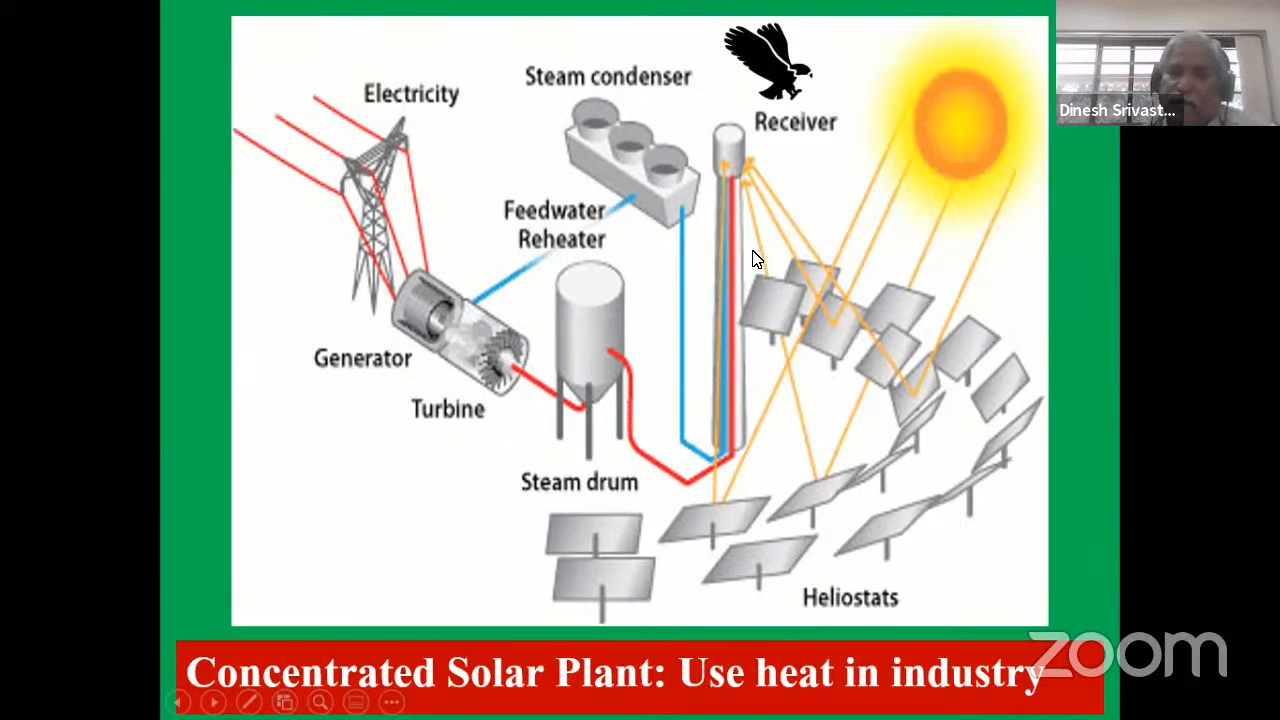 Electricity
Steam condenser
Receiver
Dinesh Srivast...
Feedwater
Reheater
Generator
Turbine
Steam drum
Heliostats
Concentrated Solar Plant: Use heat in industry
zoom